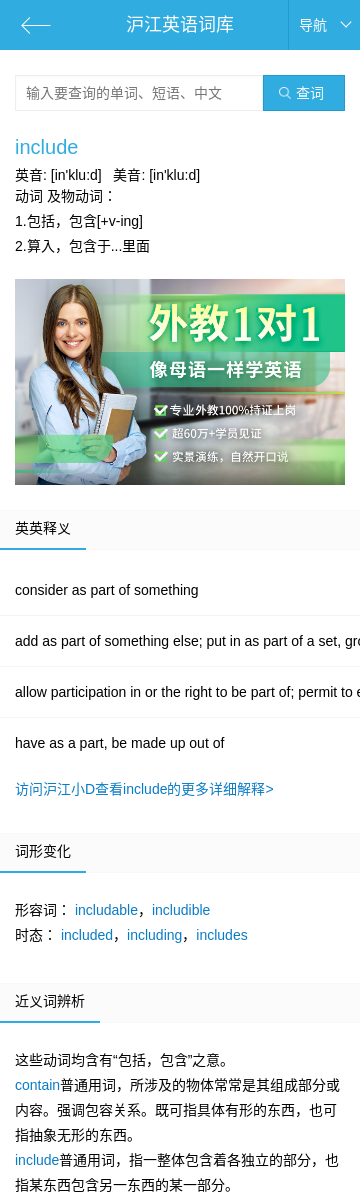 沪江英语词库
导航
输入要查询的单词、短语、中文
查词
include
英音: [in'klu:d] 美音: [in'klu:d]
动词 及物动词：
1.包括，包含[+v-ing]
2.算入，包含于...里面
外教1对1
像母语一样学英语
专业外教100%持证上岗
超60万+学员见证
实景演练，自然开口说
英英释义
consider as part of something
add as part of something else; put in as part of a set, gro
allow participation in or the right to be part of; permit to e
have as a part, be made up out of
访问沪江小D查看include的更多详细解释>
词形变化
形容词： includable，includible
时态： included，including，includes
近义词辨析
这些动词均含有“包括，包含”之意。
contain普通用词，所涉及的物体常常是其组成部分或
内容。强调包容关系。既可指具体有形的东西，也可
指抽象无形的东西。
include普通用词，指一整体包含着各独立的部分，也
指某东西包含另一东西的某一部分。